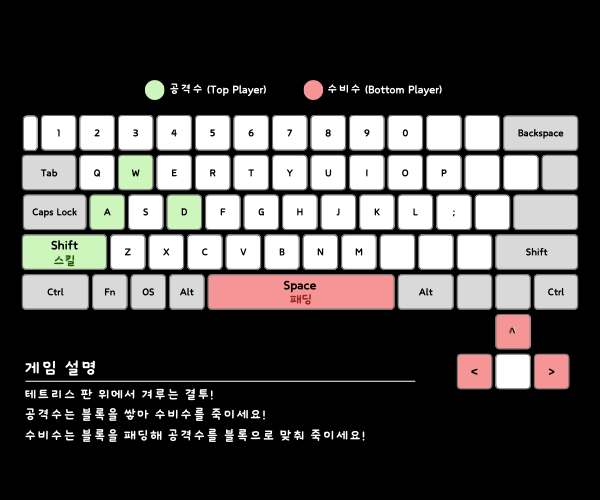 공격수 (Top Player) 수비수 (Bottom Player)
1 2 3 4 5 6 7 8 9 0 Backspace
Tab Q W E R T Y U I O P
Caps Lock A S D F G H J K L ;
Shift 스킬 Z X C V B N M Shift
Ctrl Fn OS Alt Space 패딩 Alt Ctrl
^
< >
게임 설명
테트리스 판 위에서 겨루는 결투!
공격수는 블록을 쌓아 수비수를 죽이세요!
수비수는 블록을 패딩해 공격수를 블록으로 맞춰 죽이세요!